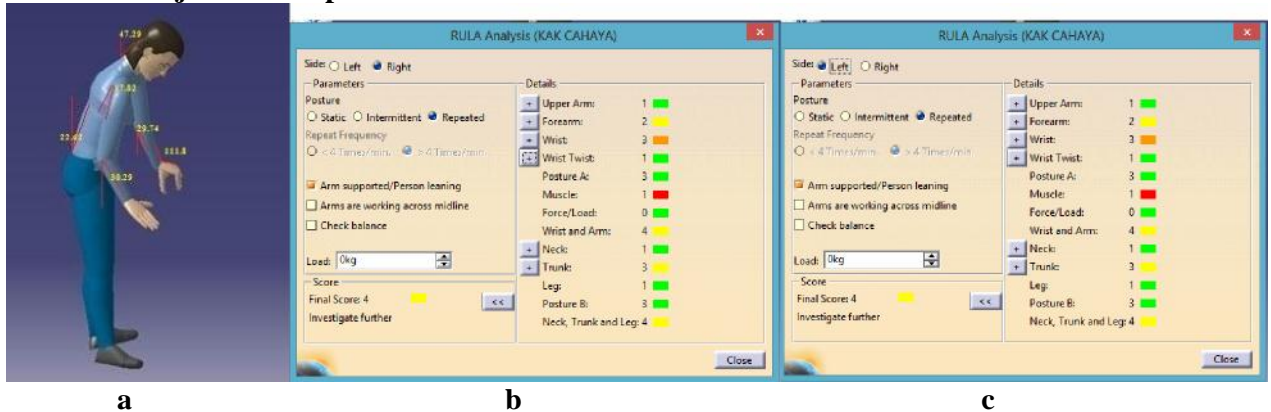 47.29
17.82
22.62
29.74
111.8
30.29
RULA Analysis (KAK CAHAYA)
Side: Left Right
Parameters
Posture
Static Intermittent Repeated
Repeat Frequency
< 4 Times/min. > 4 Times/min.
Arm supported/Person leaning
Arms are working across midline
Check balance
Load: 0kg
Score
Final Score: 4
<<
Investigate further
Details
+ Upper Arm: 1
+ Forearm: 2
+ Wrist: 3
+ Wrist Twist: 1
Posture A: 3
Muscle: 1
Force/Load: 0
Wrist and Arm: 4
+ Neck: 1
+ Trunk: 3
Leg: 1
Posture B: 3
Neck, Trunk and Leg: 4
Close
RULA Analysis (KAK CAHAYA)
Side: Left Right
Parameters
Posture
Static Intermittent Repeated
Repeat Frequency
< 4 Times/min. > 4 Times/min
Arm supported/Person leaning
Arms are working across midline
Check balance
Load: 0kg
Score
Final Score: 4
<<
Investigate further
Details
+ Upper Arm: 1
+ Forearm: 2
+ Wrist: 3
+ Wrist Twist: 1
Posture A: 3
Muscle: 1
Force/Load: 0
Wrist and Arm: 4
+ Neck: 1
+ Trunk: 3
Leg: 1
Posture B: 3
Neck, Trunk and Leg: 4
Close
a b c